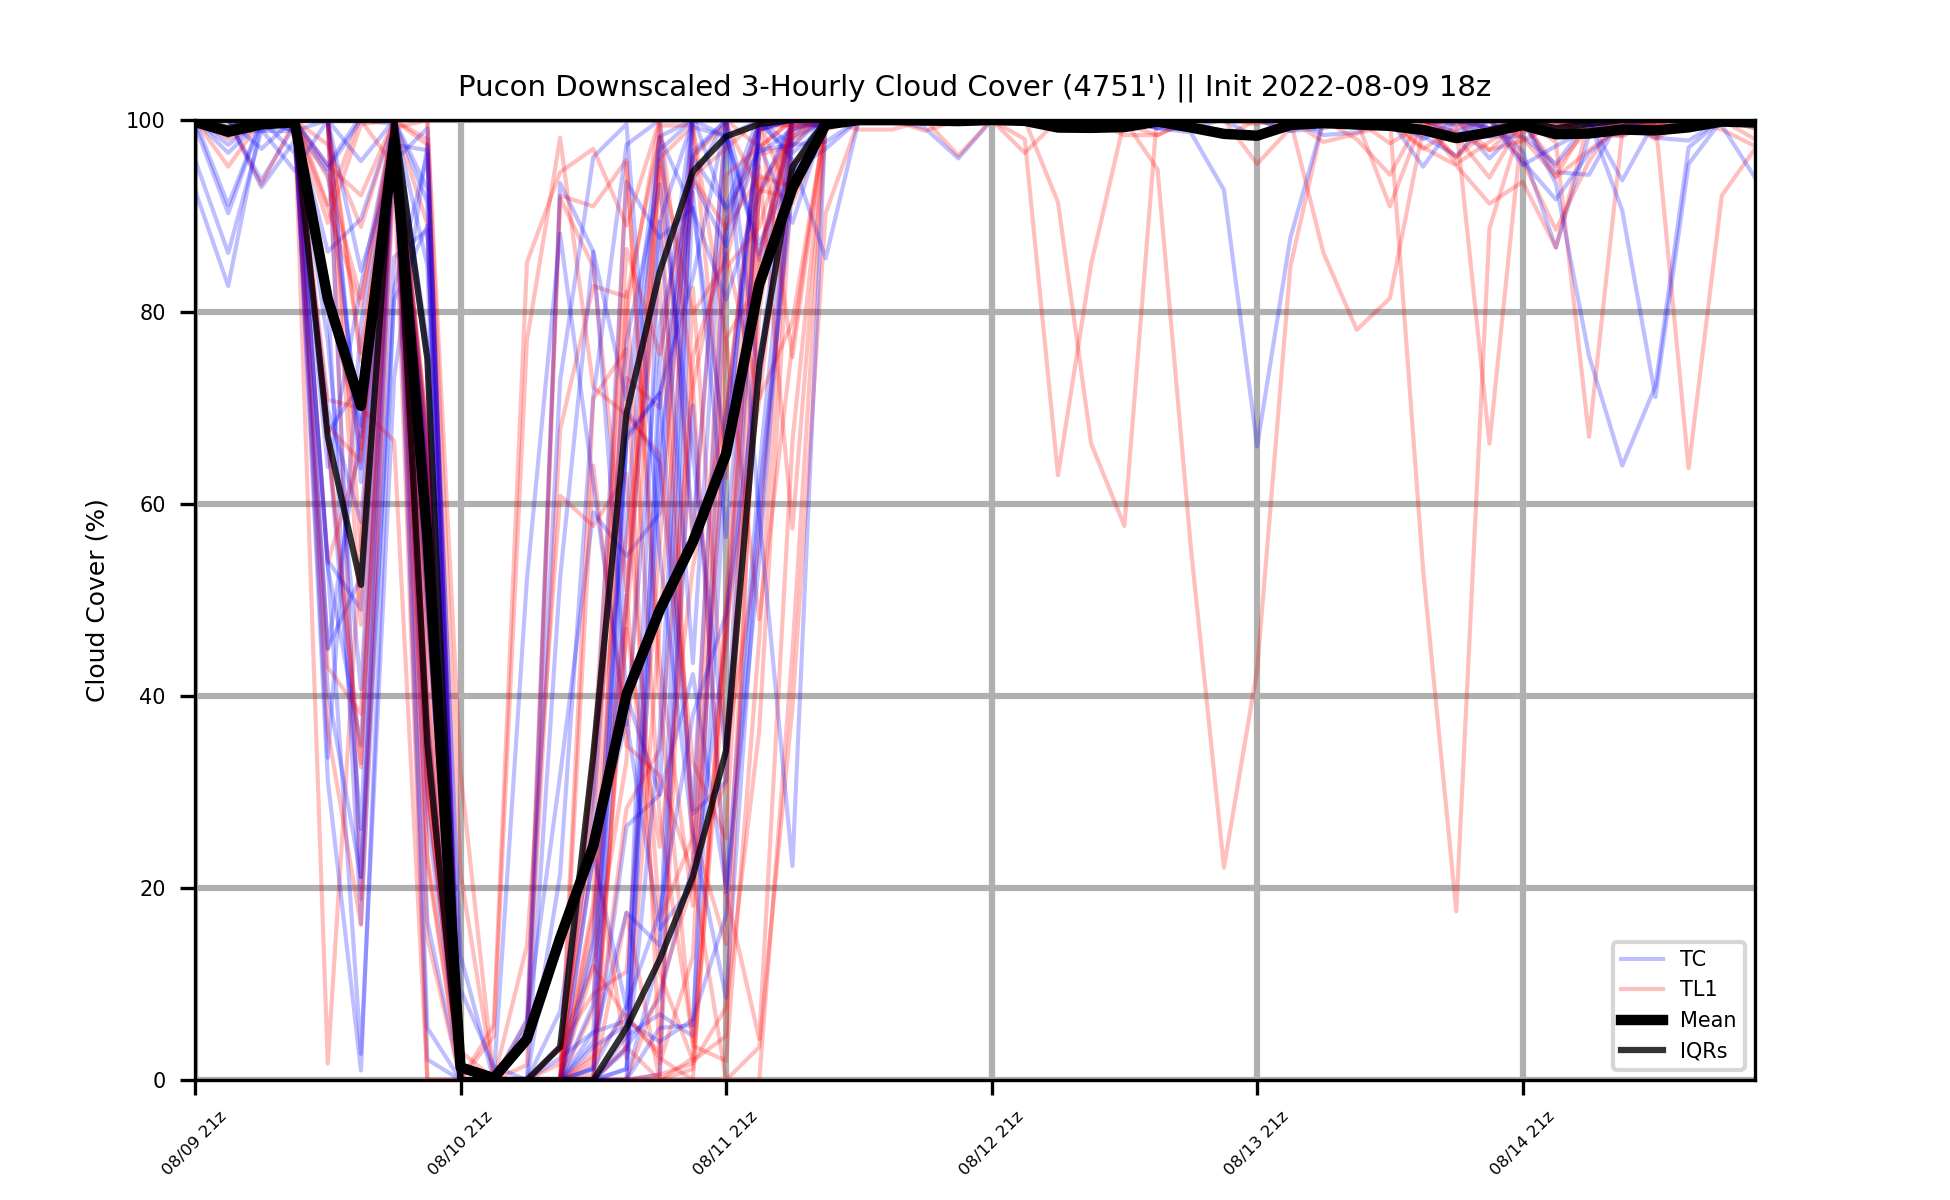 Pucon Downscaled 3-Hourly Cloud Cover (4751') || Init 2022-08-09 18z
Cloud Cover (%)
100
80
60
40
20
0
08/09 21z
08/10 21z
08/11 21z
08/12 21z
08/13 21z
08/14 21z
TC
TL1
Mean
IQRs